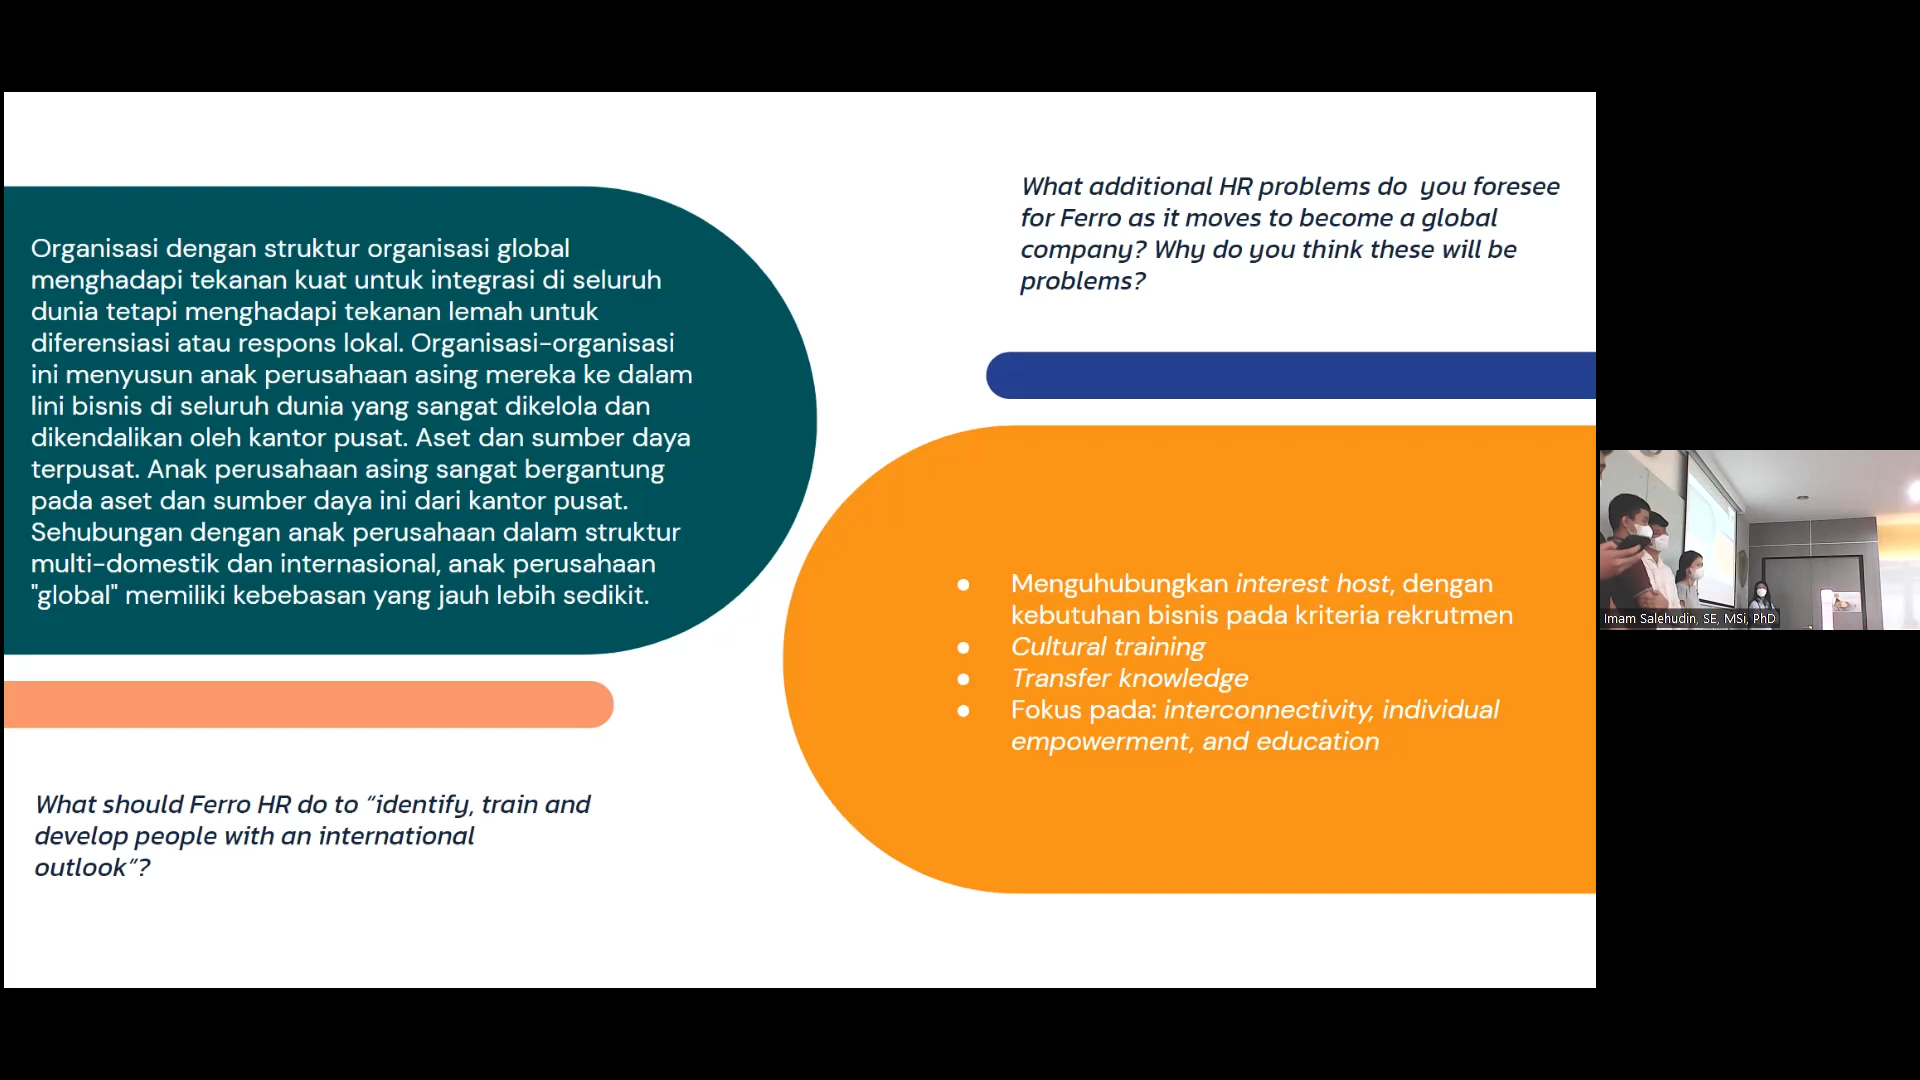 Organisasi dengan struktur organisasi global
menghadapi tekanan kuat untuk integrasi di seluruh
dunia tetapi menghadapi tekanan lemah untuk
diferensiasi atau respons lokal. Organisasi-organisasi
ini menyusun anak perusahaan asing mereka ke dalam
lini bisnis di seluruh dunia yang sangat dikelola dan
dikendalikan oleh kantor pusat. Aset dan sumber daya
terpusat. Anak perusahaan asing sangat bergantung
pada aset dan sumber daya ini dari kantor pusat.
Sehubungan dengan anak perusahaan dalam struktur
multi-domestik dan internasional, anak perusahaan
"global" memiliki kebebasan yang jauh lebih sedikit.
What should Ferro HR do to “identify, train and
develop people with an international
outlook”?
What additional HR problems do you foresee
for Ferro as it moves to become a global
company? Why do you think these will be
problems?
● Menguhubungkan interest host, dengan
kebutuhan bisnis pada kriteria rekrutmen
● Cultural training
● Transfer knowledge
● Fokus pada: interconnectivity, individual
empowerment, and education
Imam Salehudin, SE, MSi, PhD